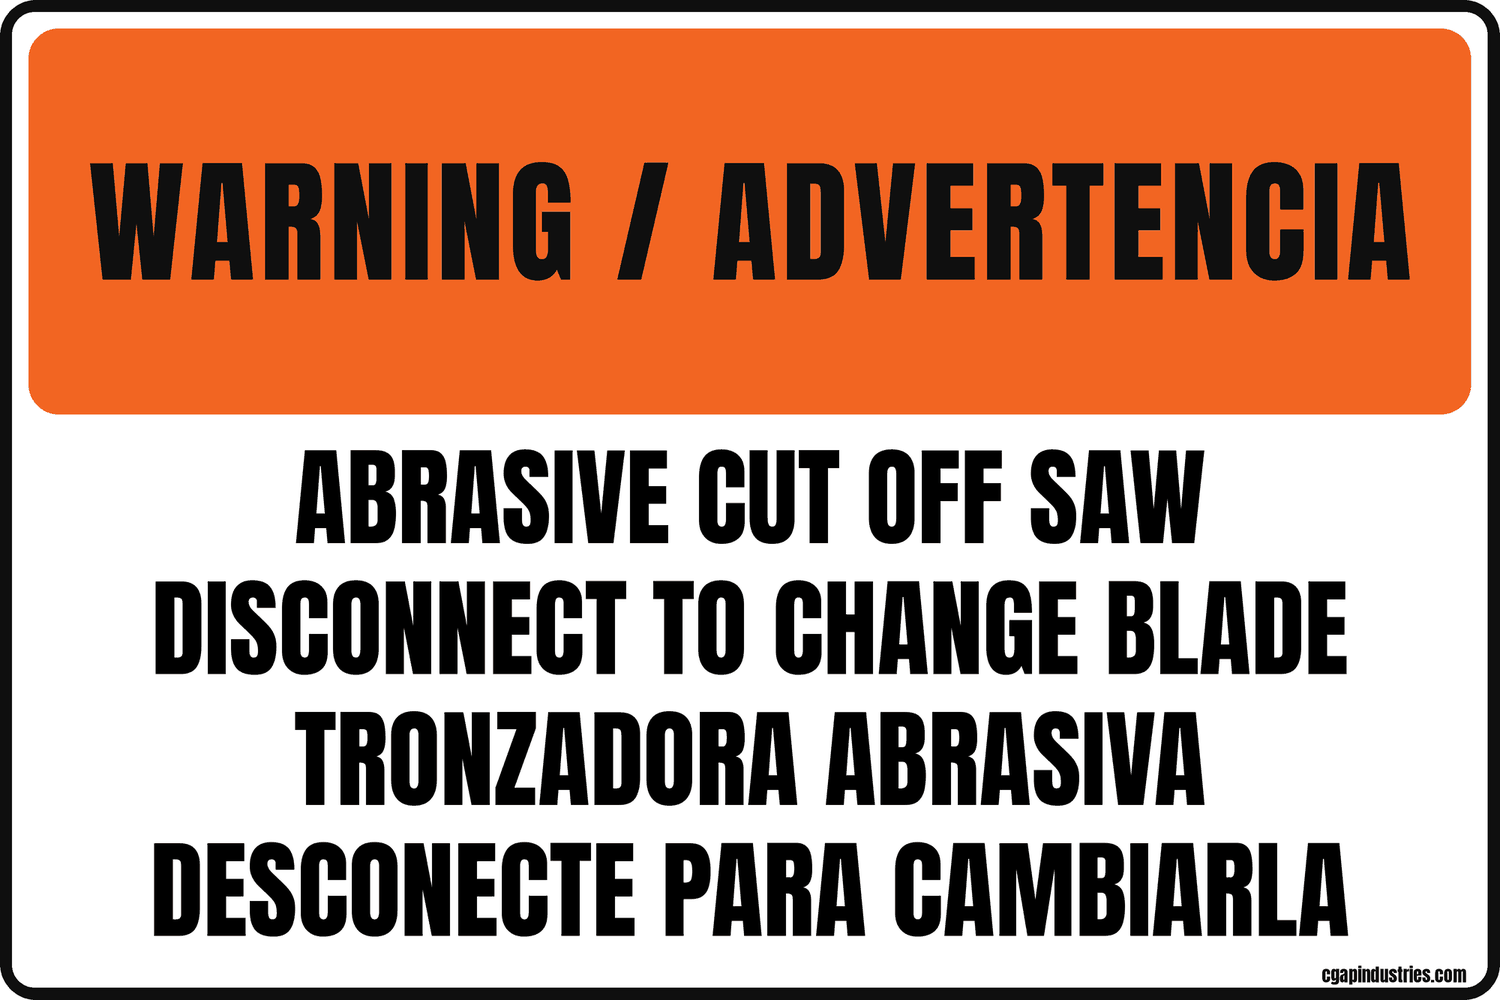 WARNING / ADVERTENCIA
ABRASIVE CUT OFF SAW
DISCONNECT TO CHANGE BLADE
TRONZADORA ABRASIVA
DESCONECTE PARA CAMBIARLA
cgapindustries.com